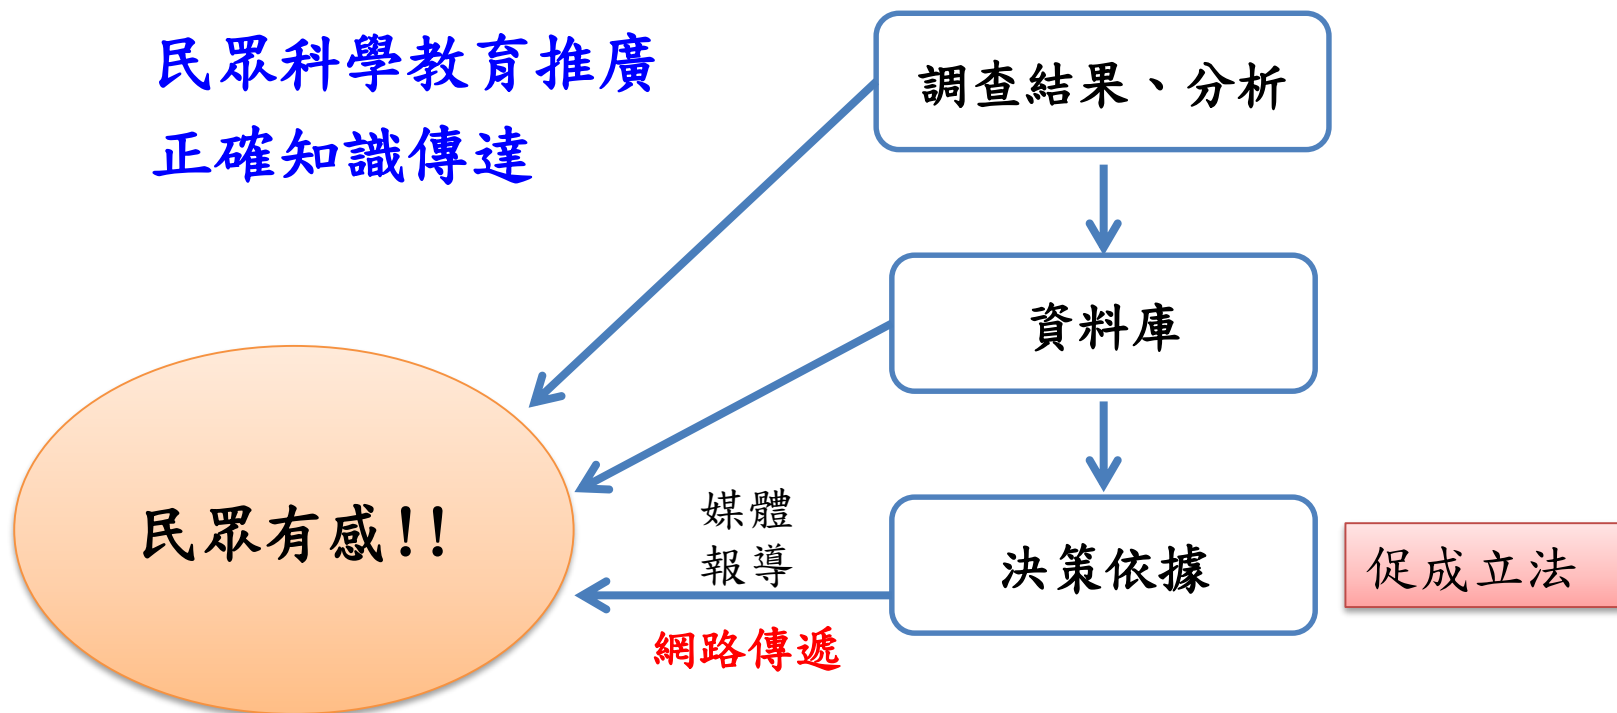 民眾科學教育推廣
正確知識傳達
調查結果、分析
資料庫
民眾有感!!
媒體
報導
決策依據
促成立法
網路傳遞